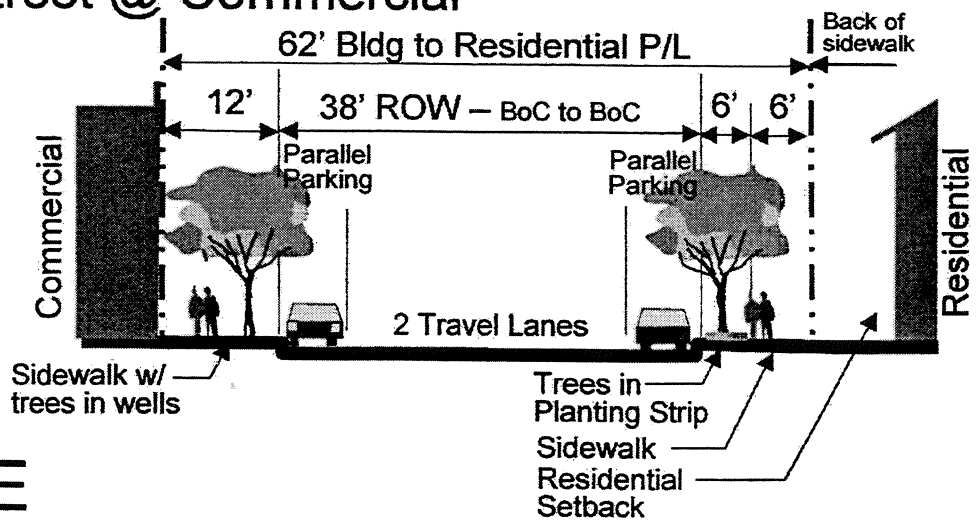 @ Commercial
62' Bldg to Residential P/L
Back of
sidewalk
12'
38' ROW – BoC to BoC
6'
6'
Parallel
Parking
Parallel
Parking
Commercial
Residential
2 Travel Lanes
Sidewalk w/
trees in wells
Trees in
Planting Strip
Sidewalk
Residential
Setback